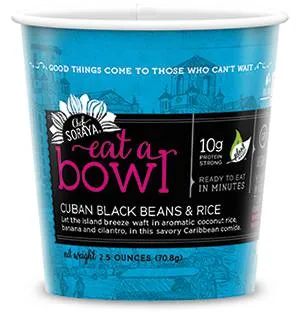 GOOD THINGS COME TO THOSE WHO CAN'T WAIT
Chef
SORAYA
eat a
bowl
10g
PROTEIN
STRONG
READY TO EAT
IN MINUTES
CUBAN BLACK BEANS & RICE
Let the island breeze waft in aromatic coconut rice,
banana and cilantro, in this savory Caribbean comida.
net weight 2.5 OUNCES (70.8g)